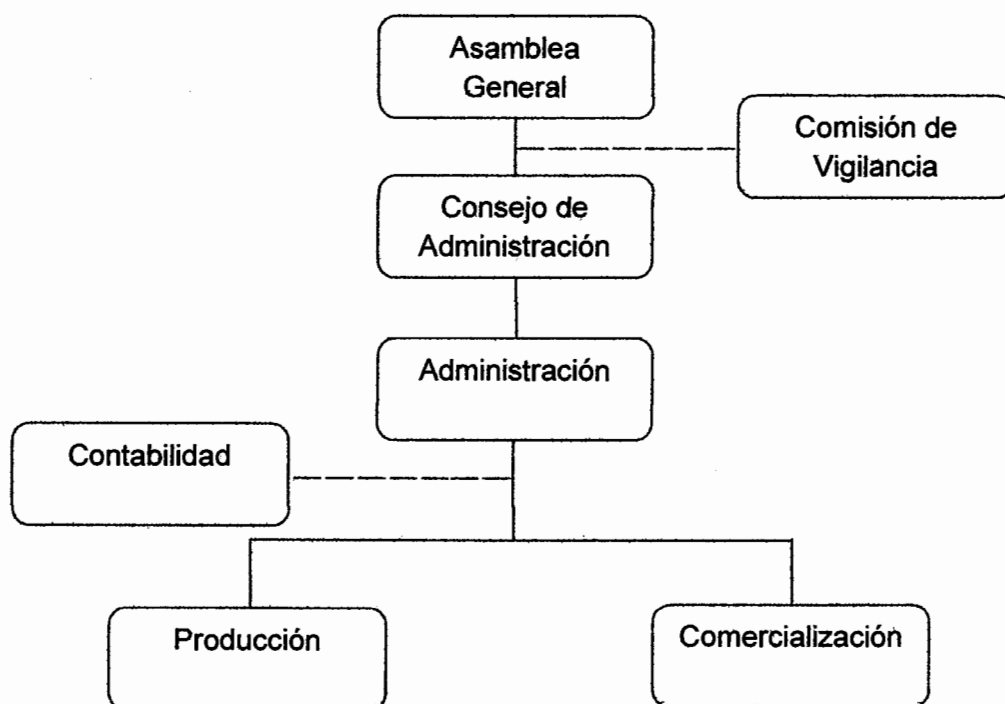 Asamblea
General
Comisión de
Vigilancia
Consejo de
Administración
Administración
Contabilidad
Producción
Comercialización